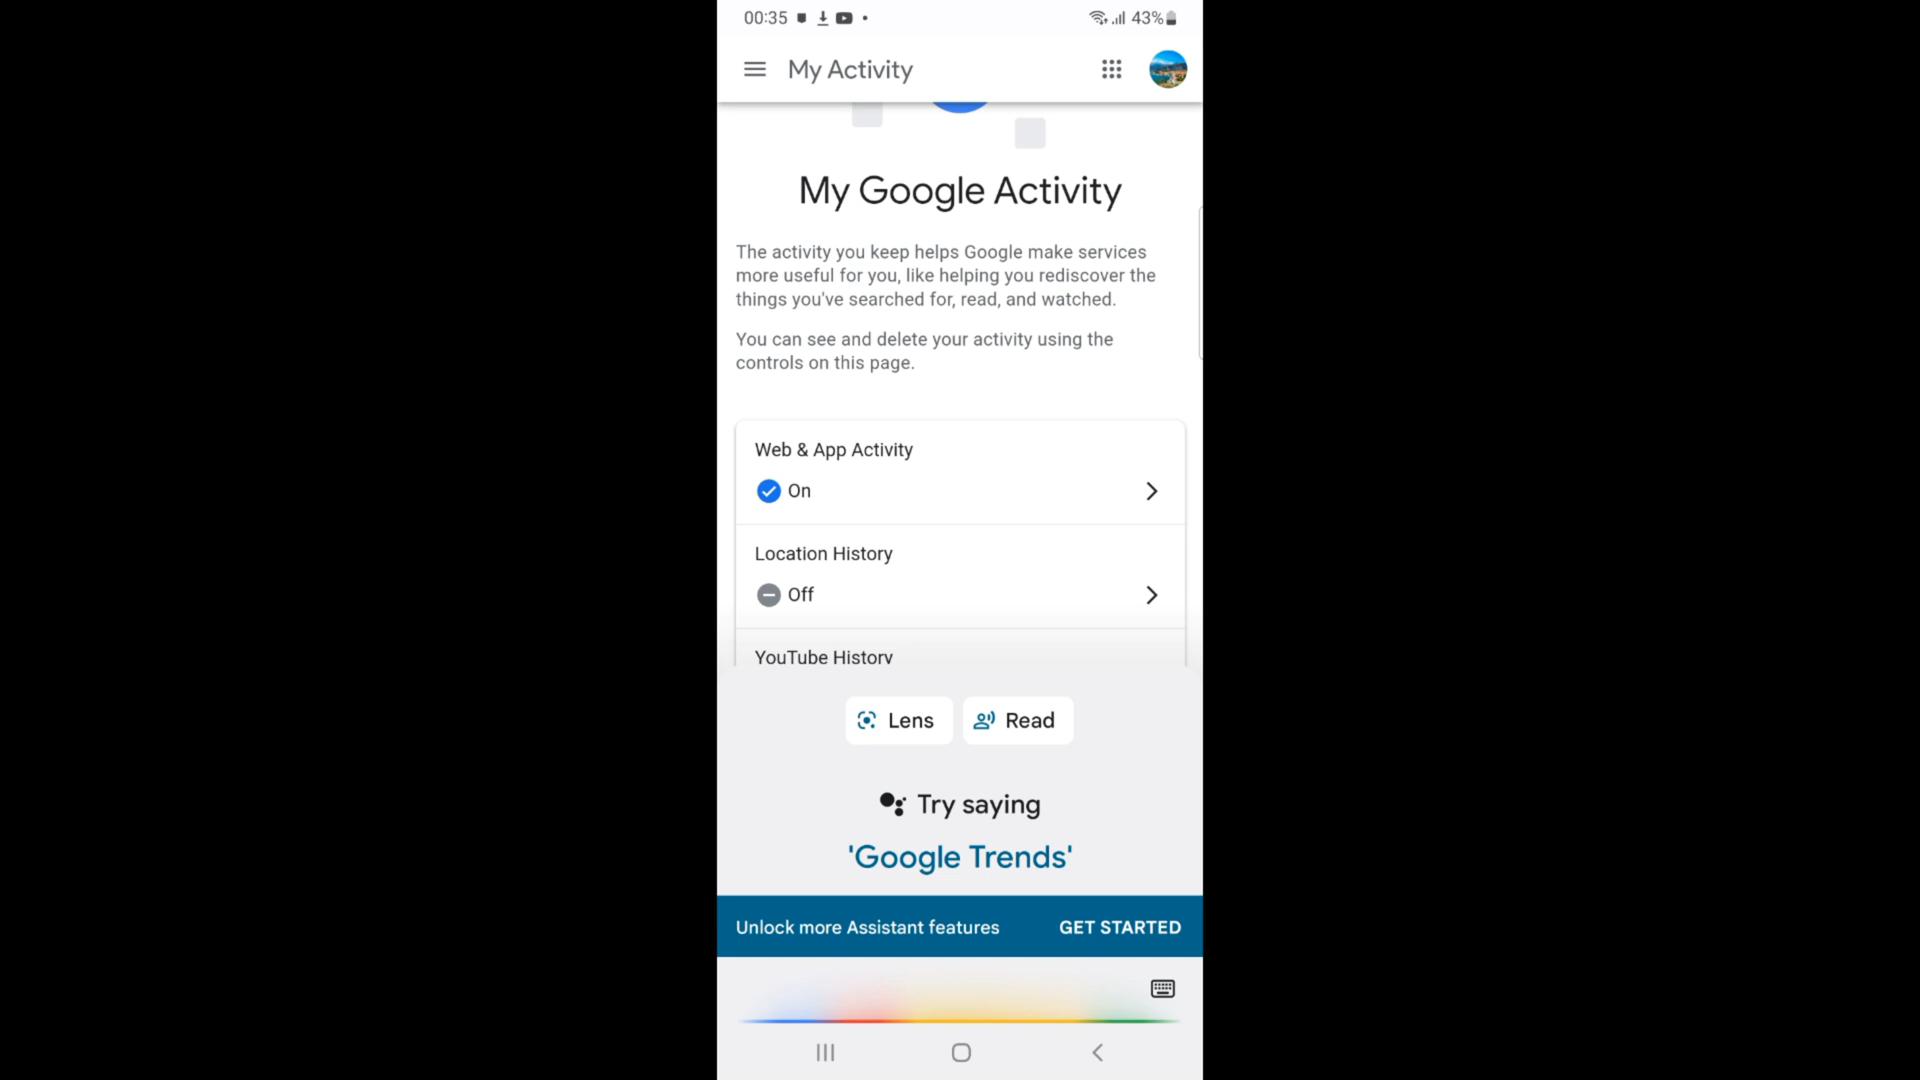 00:35 43%
My Activity
My Google Activity
The activity you keep helps Google make services
more useful for you, like helping you rediscover the
things you've searched for, read, and watched.
You can see and delete your activity using the
controls on this page.
Web & App Activity
On
Location History
Off
YouTube History
Lens Read
Try saying
'Google Trends'
Unlock more Assistant features GET STARTED